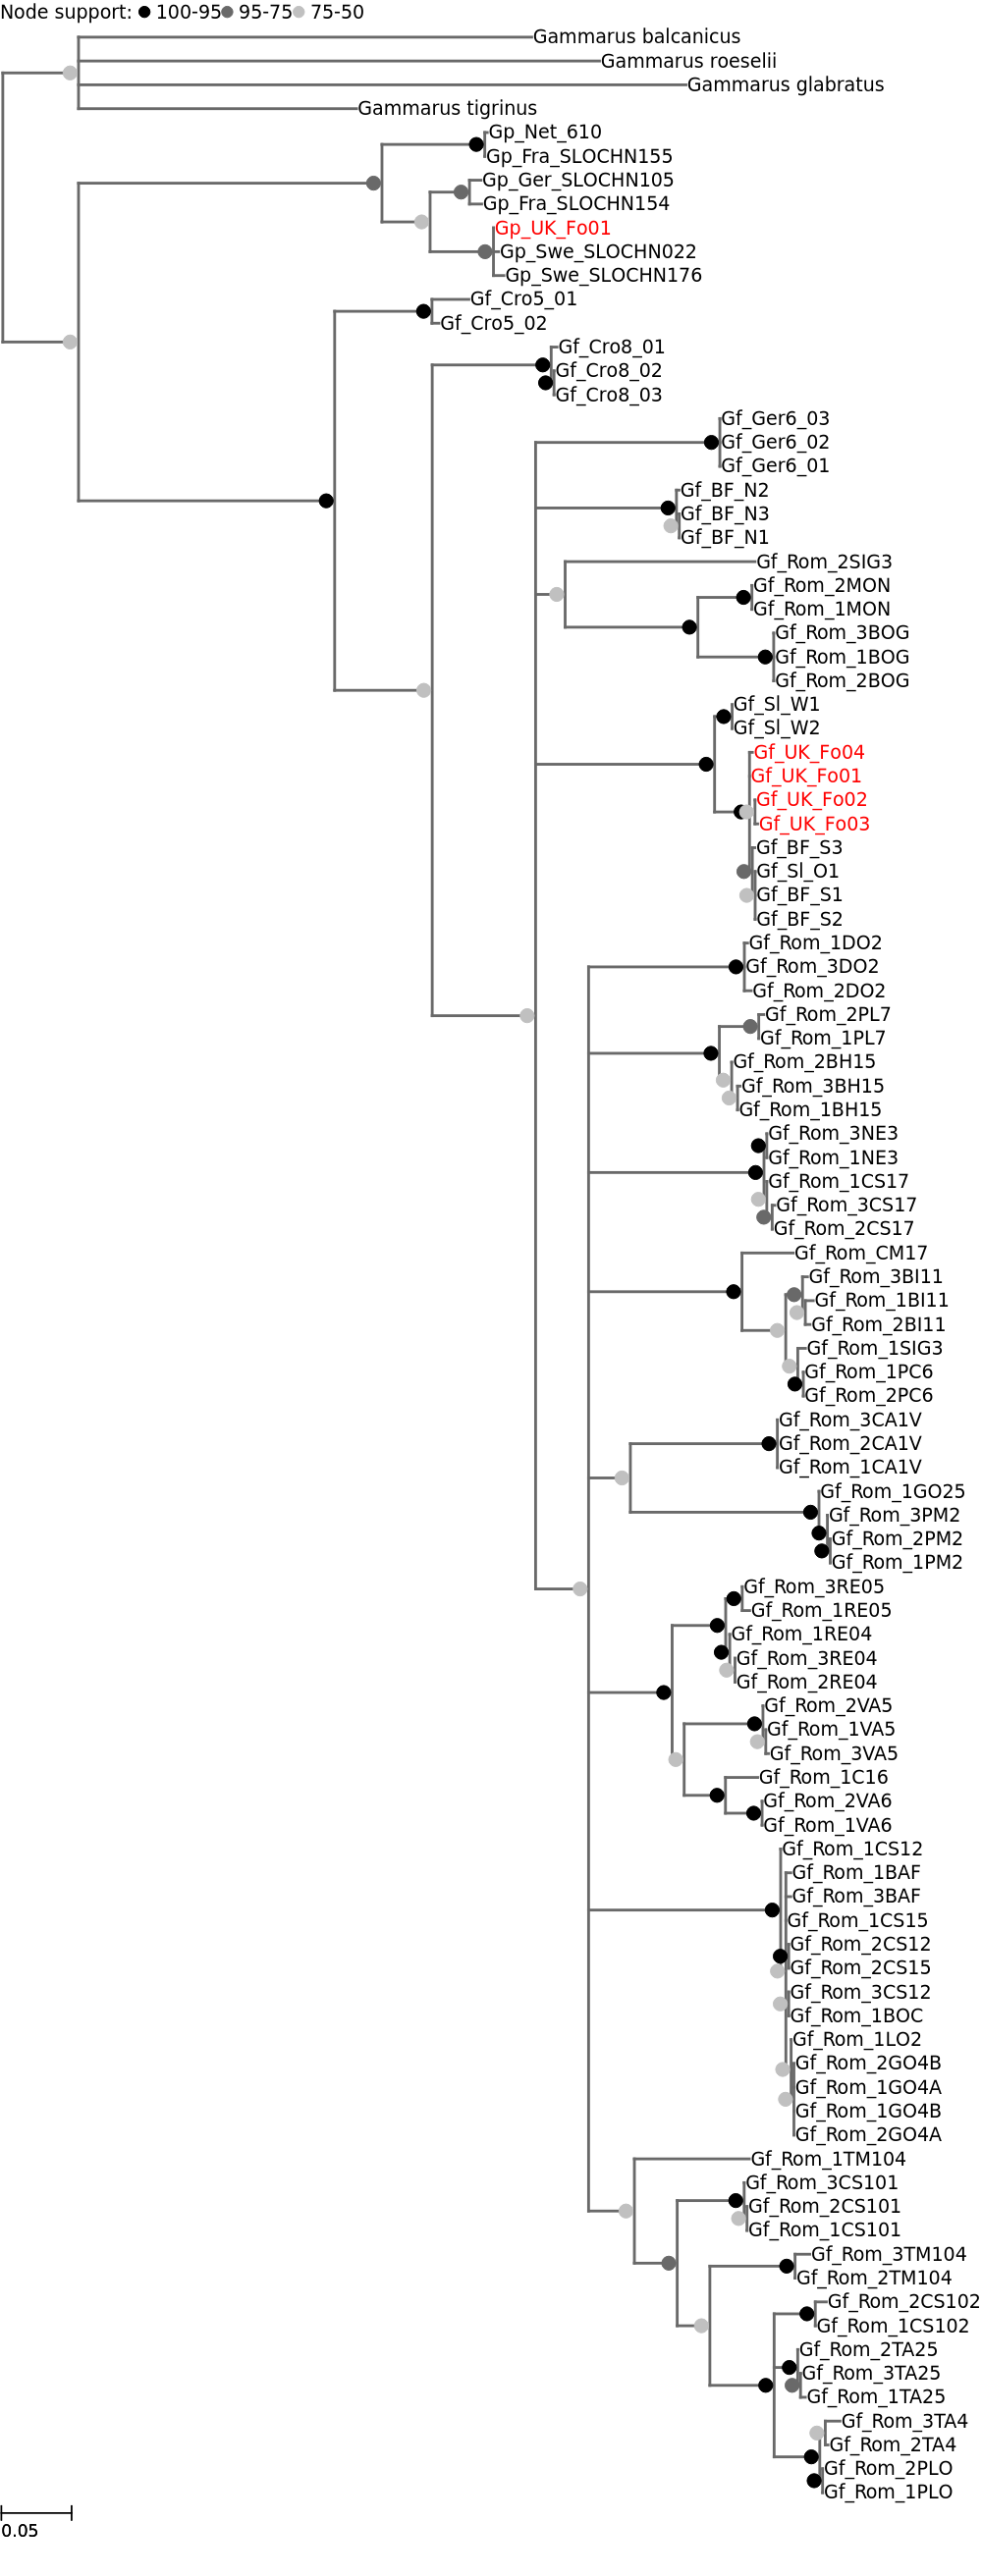 Node support: 100-95 95-75 75-50
Gammarus balcanicus
Gammarus roeselii
Gammarus glabratus
Gammarus tigrinus
Gp_Net_610
Gp_Fra_SLOCHN155
Gp_Ger_SLOCHN105
Gp_Fra_SLOCHN154
Gp_UK_Fo01
Gp_Swe_SLOCHN022
Gp_Swe_SLOCHN176
Gf_Cro5_01
Gf_Cro5_02
Gf_Cro8_01
Gf_Cro8_02
Gf_Cro8_03
Gf_Ger6_03
Gf_Ger6_02
Gf_Ger6_01
Gf_BF_N2
Gf_BF_N3
Gf_BF_N1
Gf_Rom_2SIG3
Gf_Rom_2MON
Gf_Rom_1MON
Gf_Rom_3BOG
Gf_Rom_1BOG
Gf_Rom_2BOG
Gf_Sl_W1
Gf_Sl_W2
Gf_UK_Fo04
Gf_UK_Fo01
Gf_UK_Fo02
Gf_UK_Fo03
Gf_BF_S3
Gf_Sl_O1
Gf_BF_S1
Gf_BF_S2
Gf_Rom_1DO2
Gf_Rom_3DO2
Gf_Rom_2DO2
Gf_Rom_2PL7
Gf_Rom_1PL7
Gf_Rom_2BH15
Gf_Rom_3BH15
Gf_Rom_1BH15
Gf_Rom_3NE3
Gf_Rom_1NE3
Gf_Rom_1CS17
Gf_Rom_3CS17
Gf_Rom_2CS17
Gf_Rom_CM17
Gf_Rom_3BI11
Gf_Rom_1BI11
Gf_Rom_2BI11
Gf_Rom_1SIG3
Gf_Rom_1PC6
Gf_Rom_2PC6
Gf_Rom_3CA1V
Gf_Rom_2CA1V
Gf_Rom_1CA1V
Gf_Rom_1GO25
Gf_Rom_3PM2
Gf_Rom_2PM2
Gf_Rom_1PM2
Gf_Rom_3RE05
Gf_Rom_1RE05
Gf_Rom_1RE04
Gf_Rom_3RE04
Gf_Rom_2RE04
Gf_Rom_2VA5
Gf_Rom_1VA5
Gf_Rom_3VA5
Gf_Rom_1C16
Gf_Rom_2VA6
Gf_Rom_1VA6
Gf_Rom_1CS12
Gf_Rom_1BAF
Gf_Rom_3BAF
Gf_Rom_1CS15
Gf_Rom_2CS12
Gf_Rom_2CS15
Gf_Rom_3CS12
Gf_Rom_1BOC
Gf_Rom_1LO2
Gf_Rom_2GO4B
Gf_Rom_1GO4A
Gf_Rom_1GO4B
Gf_Rom_2GO4A
Gf_Rom_1TM104
Gf_Rom_3CS101
Gf_Rom_2CS101
Gf_Rom_1CS101
Gf_Rom_3TM104
Gf_Rom_2TM104
Gf_Rom_2CS102
Gf_Rom_1CS102
Gf_Rom_2TA25
Gf_Rom_3TA25
Gf_Rom_1TA25
Gf_Rom_3TA4
Gf_Rom_2TA4
Gf_Rom_2PLO
Gf_Rom_1PLO
0.05